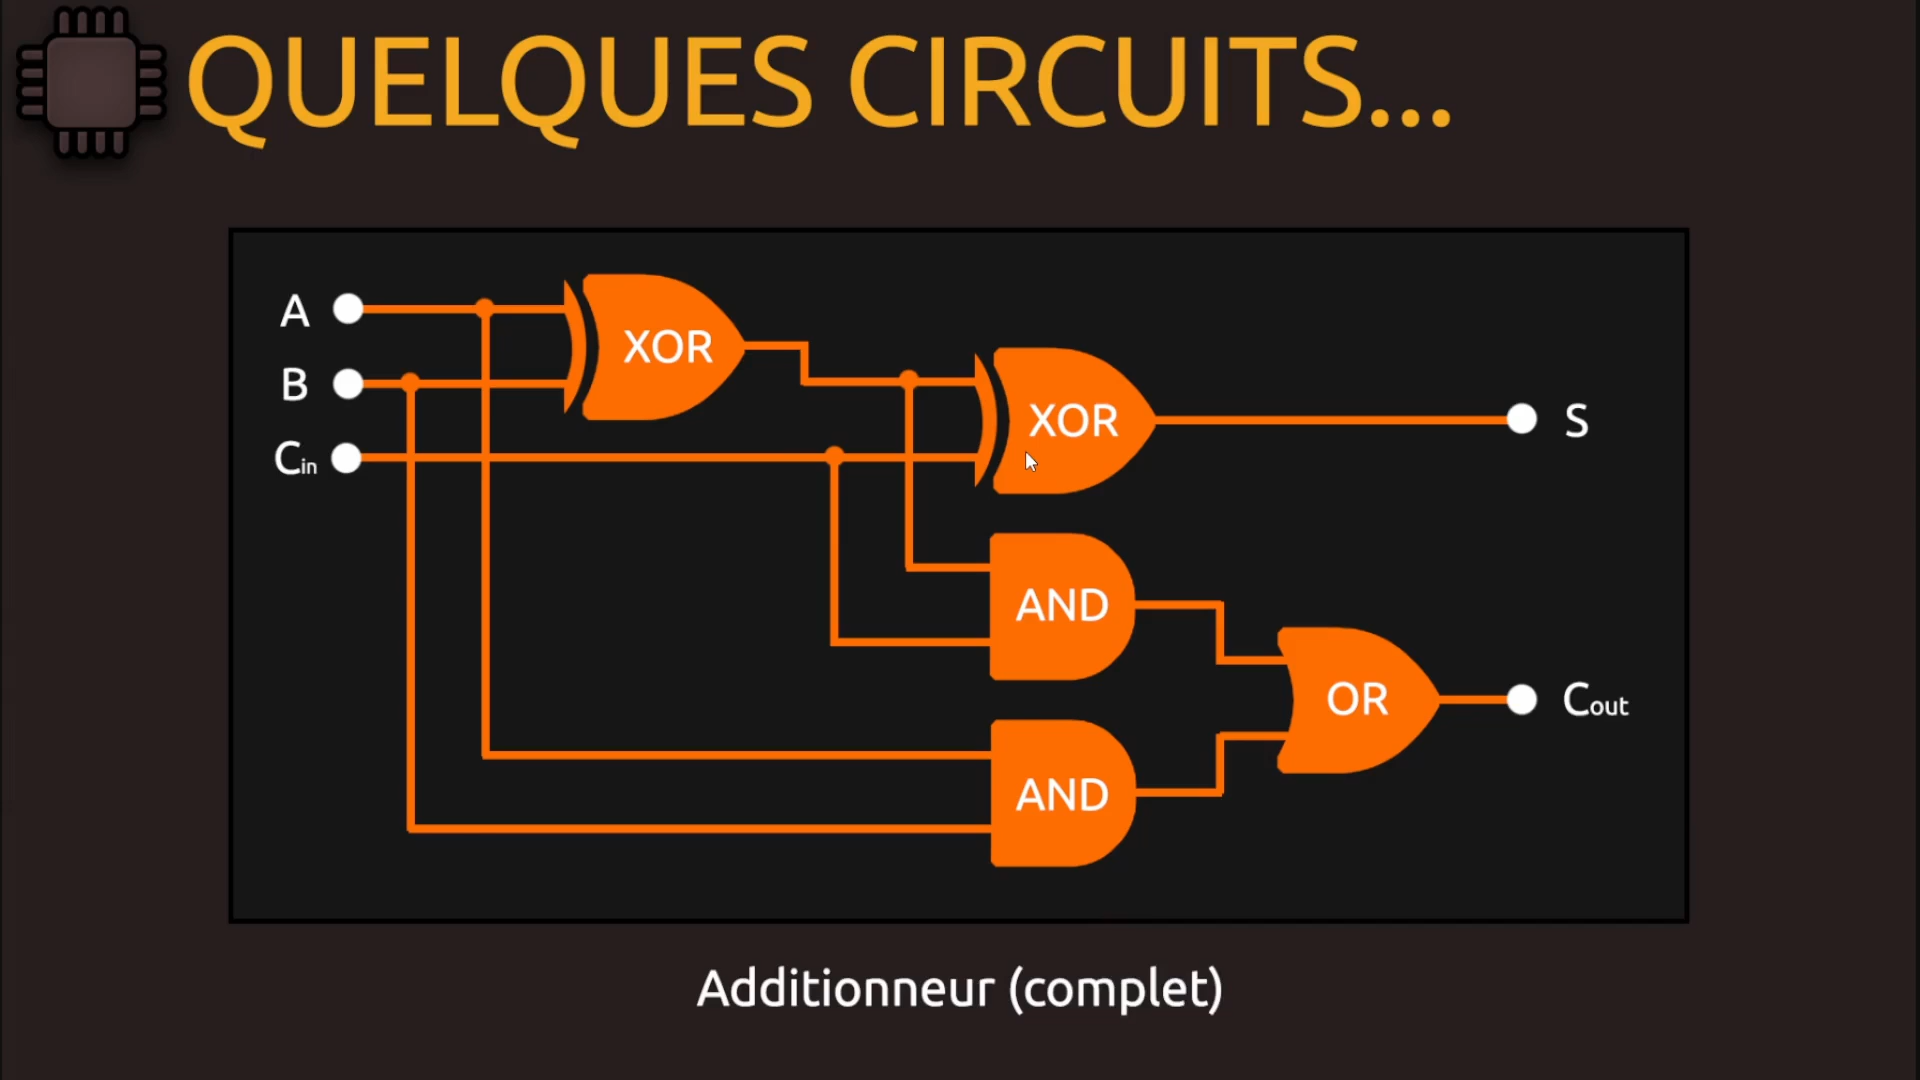 QUELQUES CIRCUITS...
A
XOR
B
XOR
S
Cin
AND
OR
Cout
AND
Additionneur (complet)